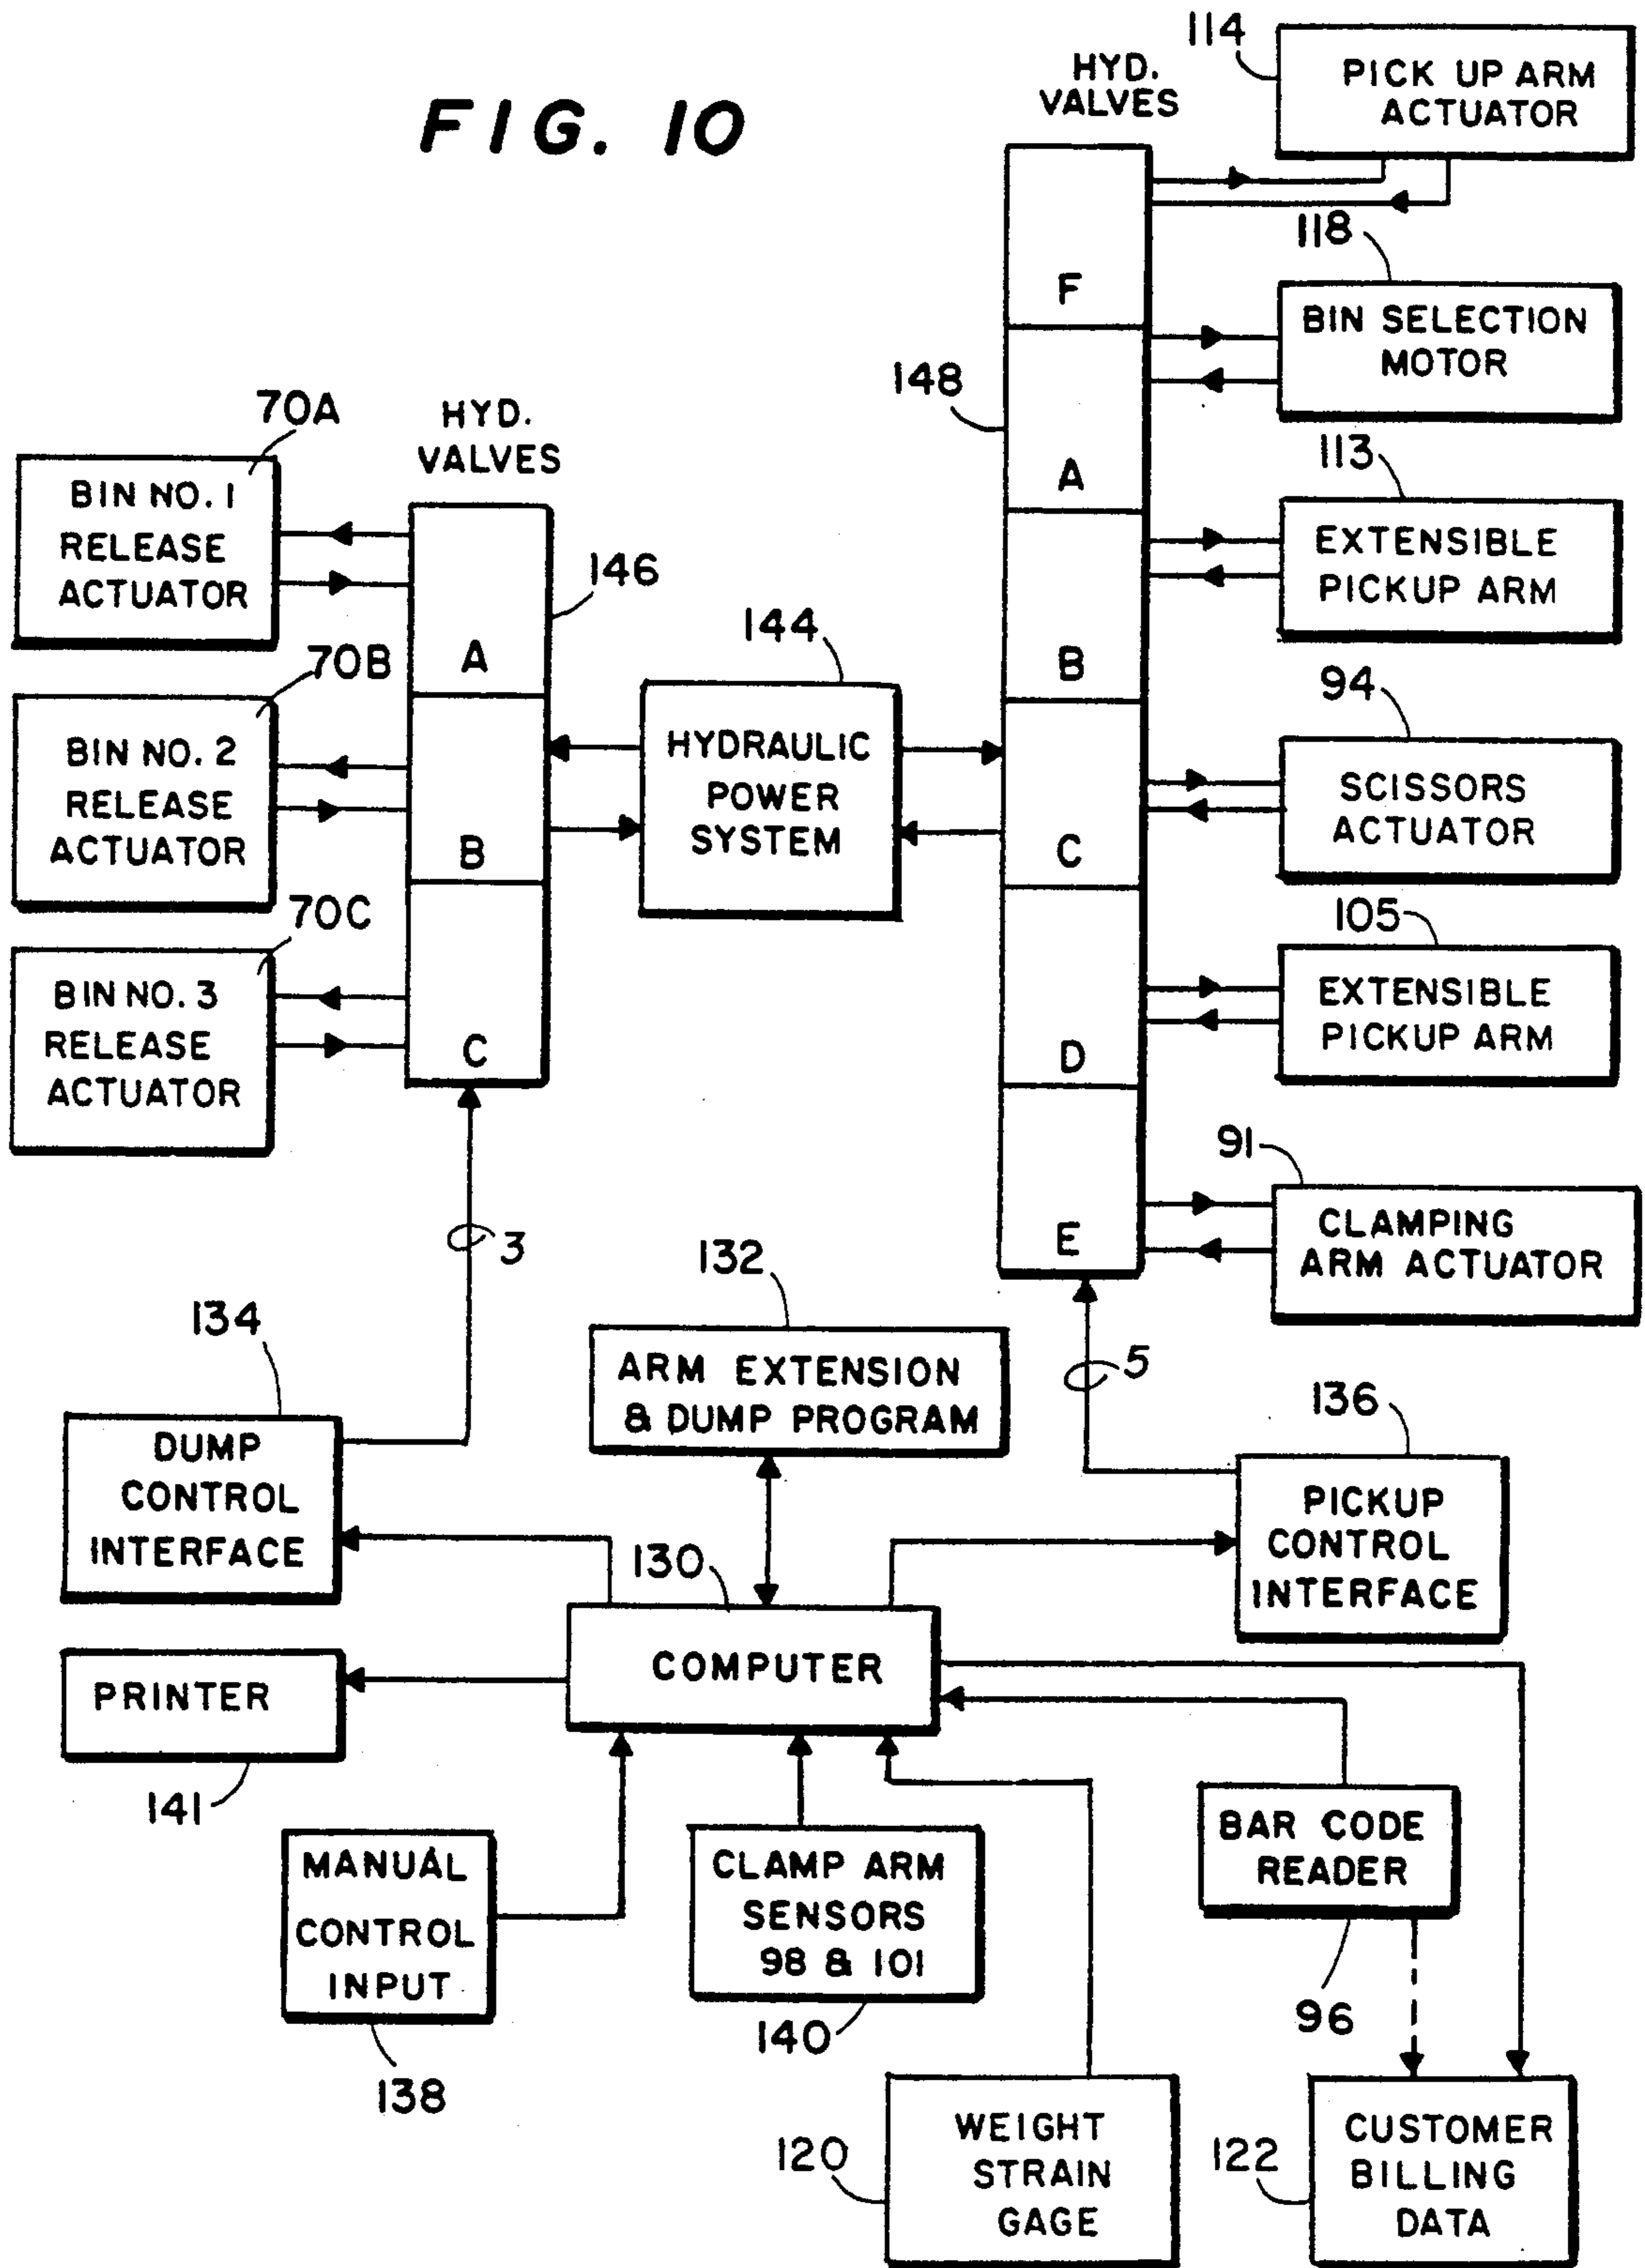 FIG. 10
HYD.
VALVES
114
PICK UP ARM
ACTUATOR
F
118
BIN SELECTION
MOTOR
148
A
113
EXTENSIBLE
PICKUP ARM
B
94
SCISSORS
ACTUATOR
C
105
EXTENSIBLE
PICKUP ARM
D
91
CLAMPING
ARM ACTUATOR
E
70A
BIN NO. 1
RELEASE
ACTUATOR
HYD.
VALVES
146
A
70B
BIN NO. 2
RELEASE
ACTUATOR
B
70C
BIN NO. 3
RELEASE
ACTUATOR
C
144
HYDRAULIC
POWER
SYSTEM
3
5
134
DUMP
CONTROL
INTERFACE
132
ARM EXTENSION
& DUMP PROGRAM
136
PICKUP
CONTROL
INTERFACE
130
COMPUTER
PRINTER
141
MANUAL
CONTROL
INPUT
138
CLAMP ARM
SENSORS
98 & 101
140
BAR CODE
READER
96
120
WEIGHT
STRAIN
GAGE
122
CUSTOMER
BILLING
DATA